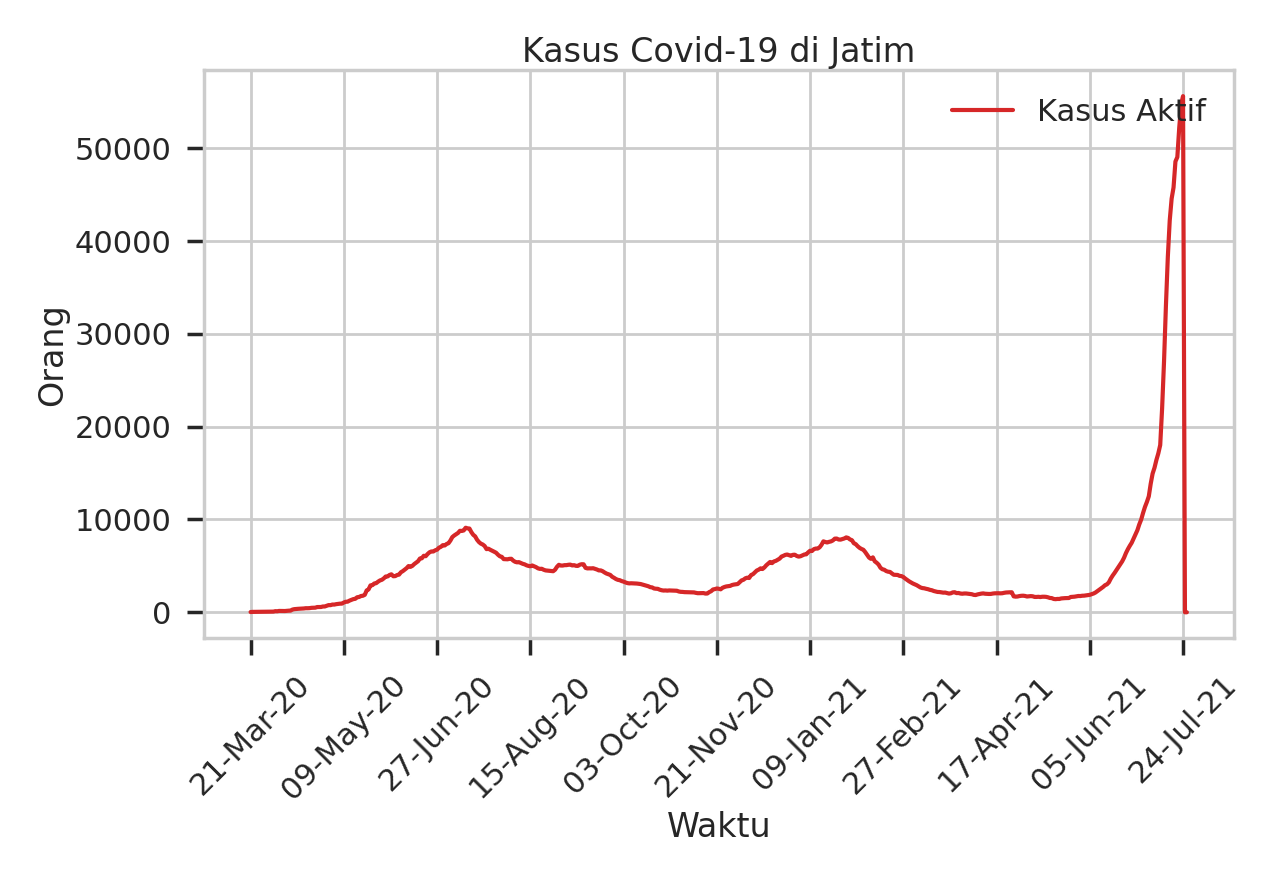 Kasus Covid-19 di Jatim
Kasus Aktif
Orang
50000
40000
30000
20000
10000
0
21-Mar-20
09-May-20
27-Jun-20
15-Aug-20
03-Oct-20
21-Nov-20
09-Jan-21
27-Feb-21
17-Apr-21
05-Jun-21
24-Jul-21
Waktu